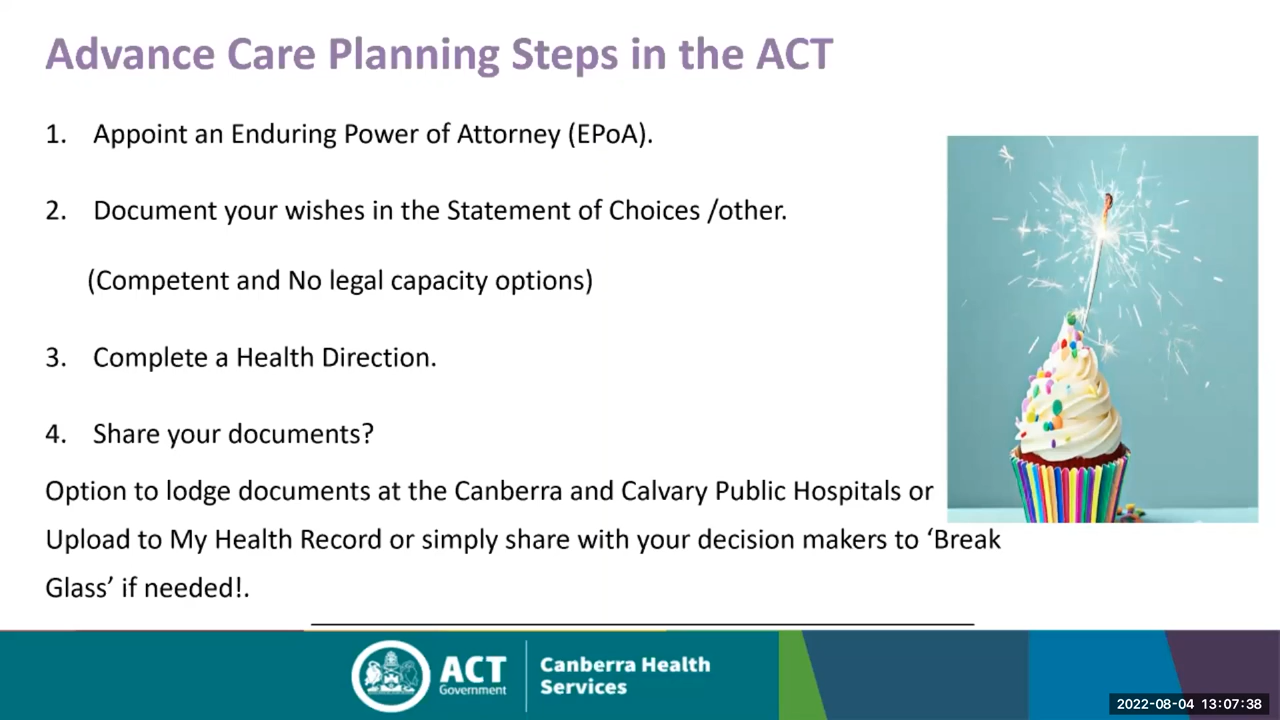 Advance Care Planning Steps in the ACT
1. Appoint an Enduring Power of Attorney (EPoA).
2. Document your wishes in the Statement of Choices /other.
(Competent and No legal capacity options)
3. Complete a Health Direction.
4. Share your documents?
Option to lodge documents at the Canberra and Calvary Public Hospitals or
Upload to My Health Record or simply share with your decision makers to ‘Break
Glass’ if needed!.
ACT
Government
Canberra Health
Services
2022-08-04 13:07:38